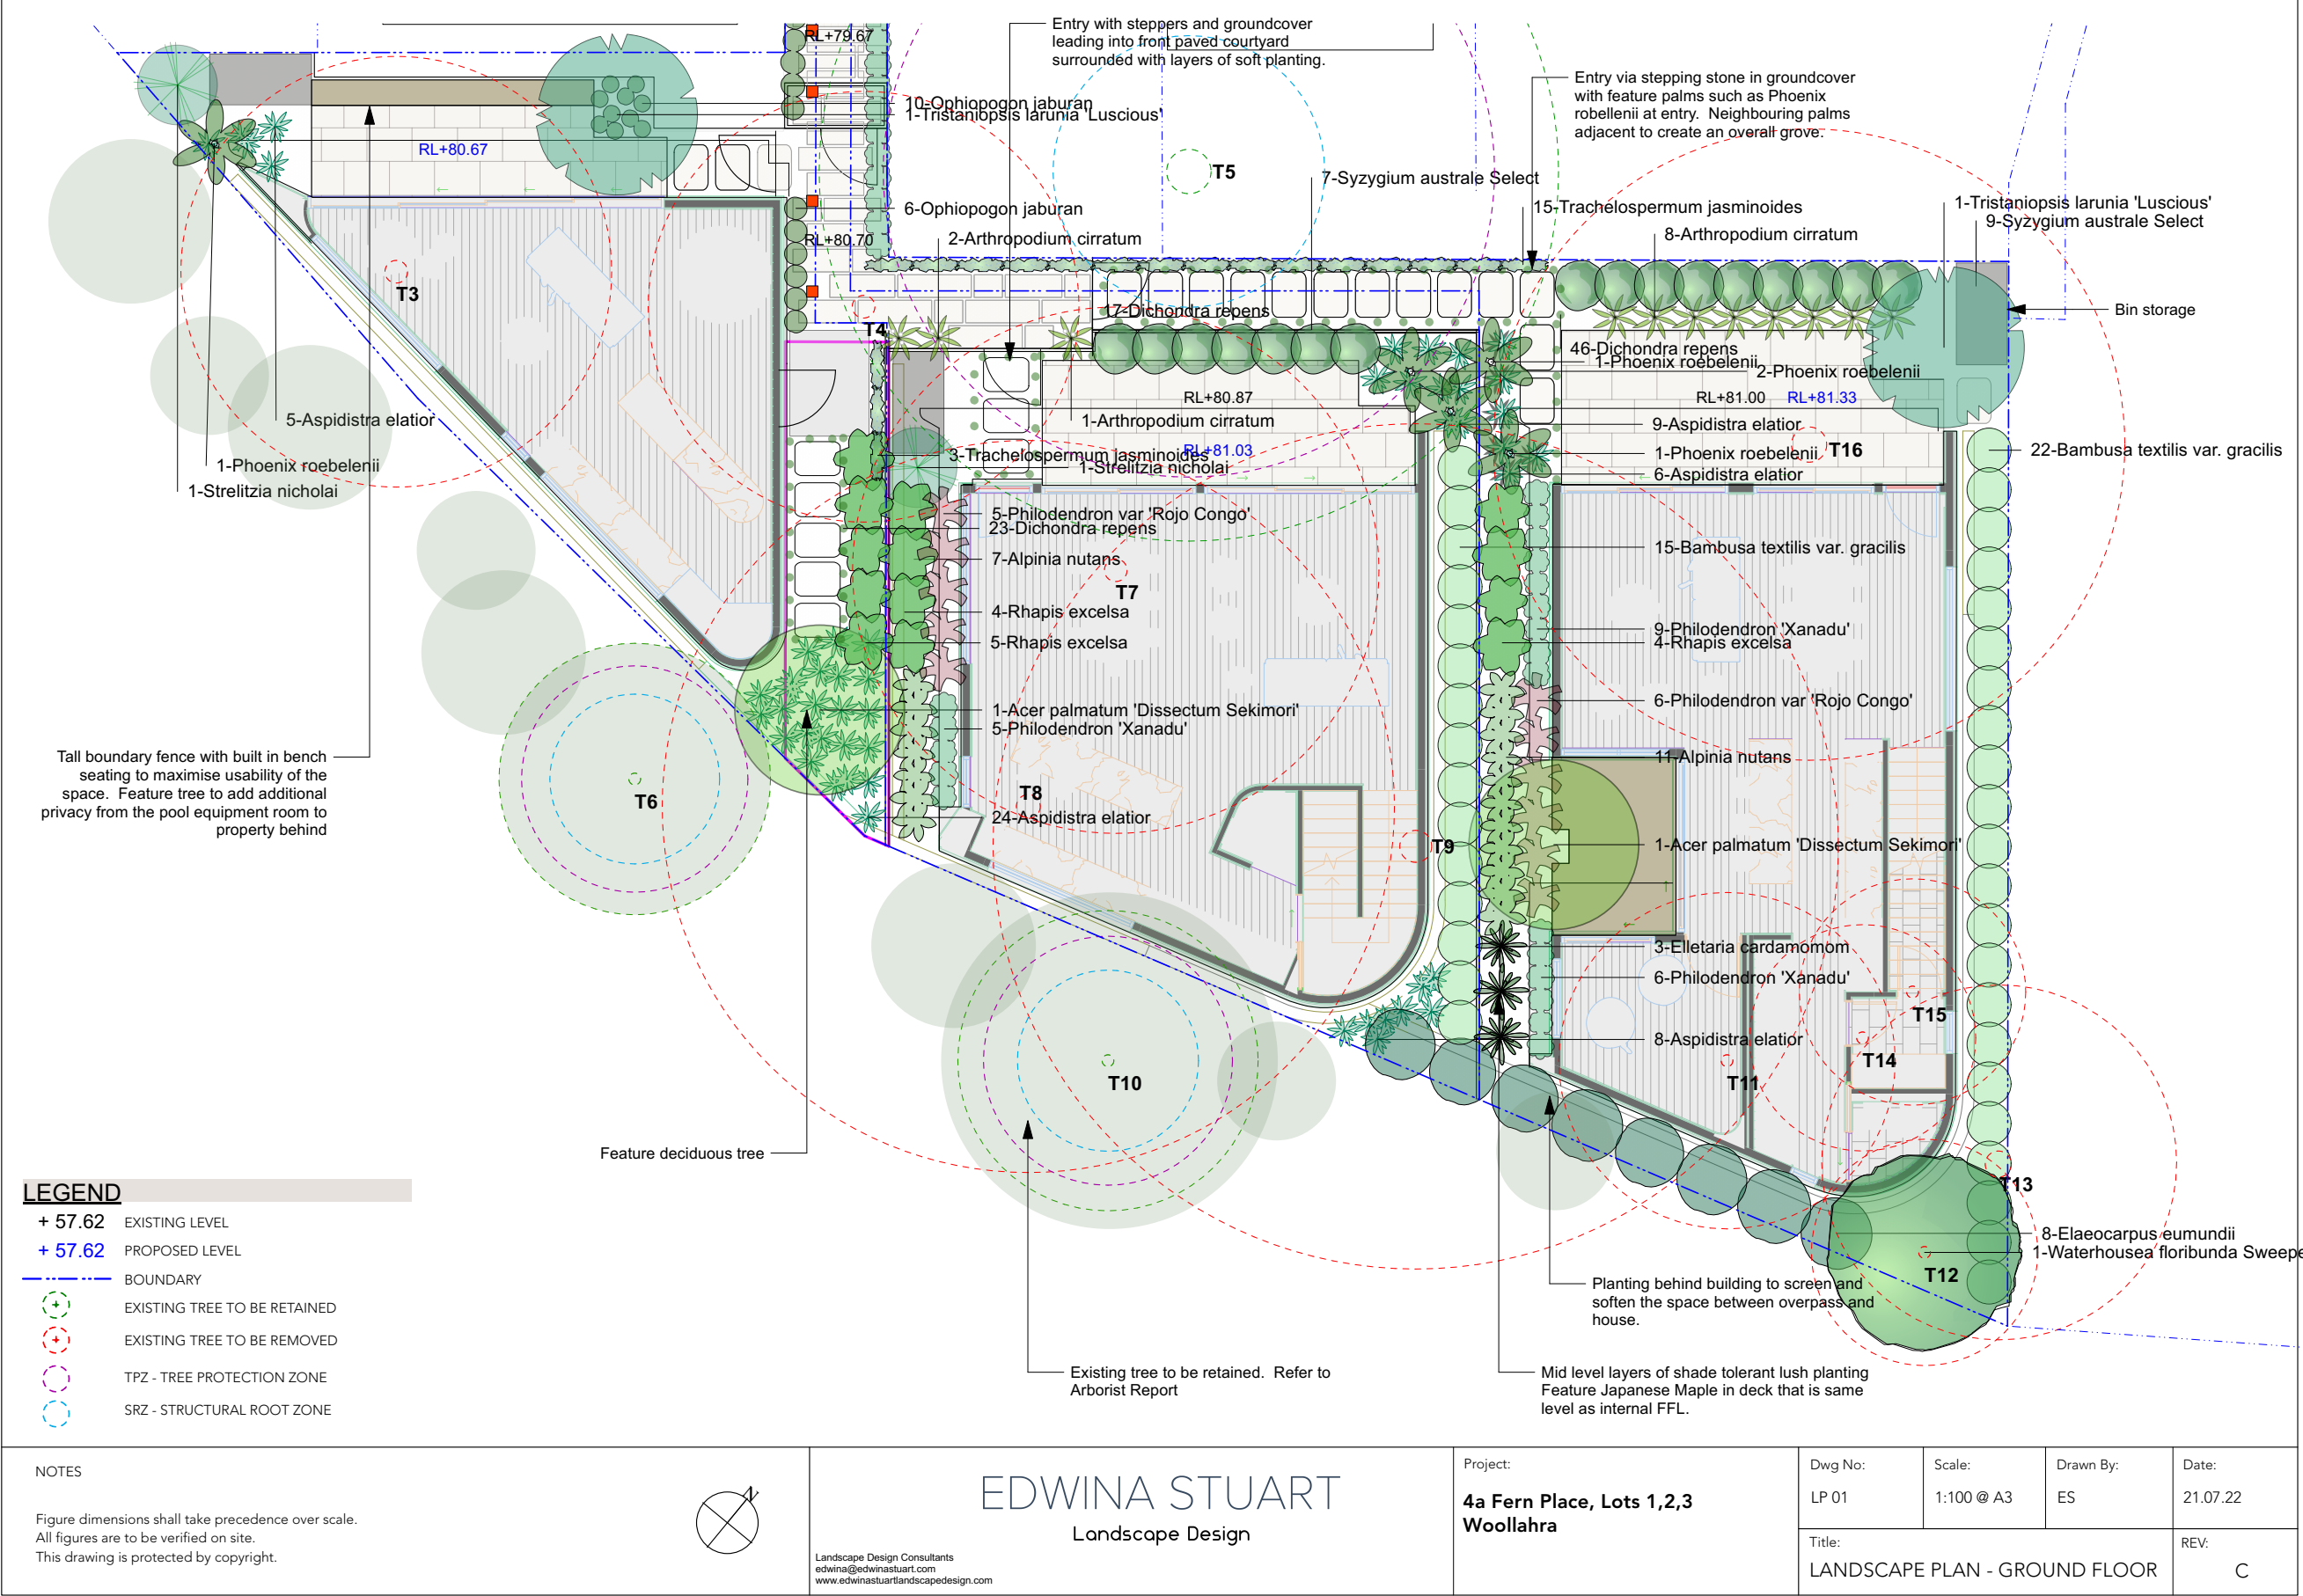 RL+79.67
Entry with steppers and groundcover
leading into front paved courtyard
surrounded with layers of soft planting.
Entry via stepping stone in groundcover
with feature palms such as Phoenix
robellenii at entry. Neighbouring palms
adjacent to create an overall grove.
10-Ophiopogon jaburan
1-Tristaniopsis larunia 'Luscious'
RL+80.67
T5
7-Syzygium australe Select
6-Ophiopogon jaburan
15-Trachelospermum jasminoides
1-Tristaniopsis larunia 'Luscious'
9-Syzygium australe Select
RL+80.70
2-Arthropodium cirratum
8-Arthropodium cirratum
T3
T4
17-Dichondra repens
Bin storage
46-Dichondra repens
1-Phoenix roebelenii
2-Phoenix roebelenii
RL+80.87
RL+81.00
RL+81.33
5-Aspidistra elatior
1-Arthropodium cirratum
9-Aspidistra elatior
RL+81.03
3-Trachelospermum jasminoides
1-Strelitzia nicholai
1-Phoenix roebelenii
T16
22-Bambusa textilis var. gracilis
1-Phoenix roebelenii
6-Aspidistra elatior
1-Strelitzia nicholai
5-Philodendron var 'Rojo Congo'
23-Dichondra repens
15-Bambusa textilis var. gracilis
7-Alpinia nutans
T7
4-Rhapis excelsa
9-Philodendron 'Xanadu'
5-Rhapis excelsa
4-Rhapis excelsa
6-Philodendron var 'Rojo Congo'
1-Acer palmatum 'Dissectum Sekimori'
5-Philodendron 'Xanadu'
11-Alpinia nutans
Tall boundary fence with built in bench
seating to maximise usability of the
space. Feature tree to add additional
privacy from the pool equipment room to
property behind
T6
T8
24-Aspidistra elatior
T9
1-Acer palmatum 'Dissectum Sekimori'
3-Elletaria cardamomom
6-Philodendron 'Xanadu'
T15
8-Aspidistra elatior
T14
T10
T11
Feature deciduous tree
T13
8-Elaeocarpus eumundii
1-Waterhousea floribunda Sweepe
T12
Planting behind building to screen and
soften the space between overpass and
house.
Existing tree to be retained. Refer to
Arborist Report
Mid level layers of shade tolerant lush planting
Feature Japanese Maple in deck that is same
level as internal FFL.
LEGEND
+ 57.62 EXISTING LEVEL
+ 57.62 PROPOSED LEVEL
BOUNDARY
EXISTING TREE TO BE RETAINED
EXISTING TREE TO BE REMOVED
TPZ - TREE PROTECTION ZONE
SRZ - STRUCTURAL ROOT ZONE
NOTES
Figure dimensions shall take precedence over scale.
All figures are to be verified on site.
This drawing is protected by copyright.
N
EDWINA STUART
Landscape Design
Landscape Design Consultants
edwina@edwinastuart.com
www.edwinastuartlandscapedesign.com
Project:
4a Fern Place, Lots 1,2,3
Woollahra
Dwg No:
LP 01
Scale:
1:100 @ A3
Drawn By:
ES
Date:
21.07.22
Title:
LANDSCAPE PLAN - GROUND FLOOR
REV:
C